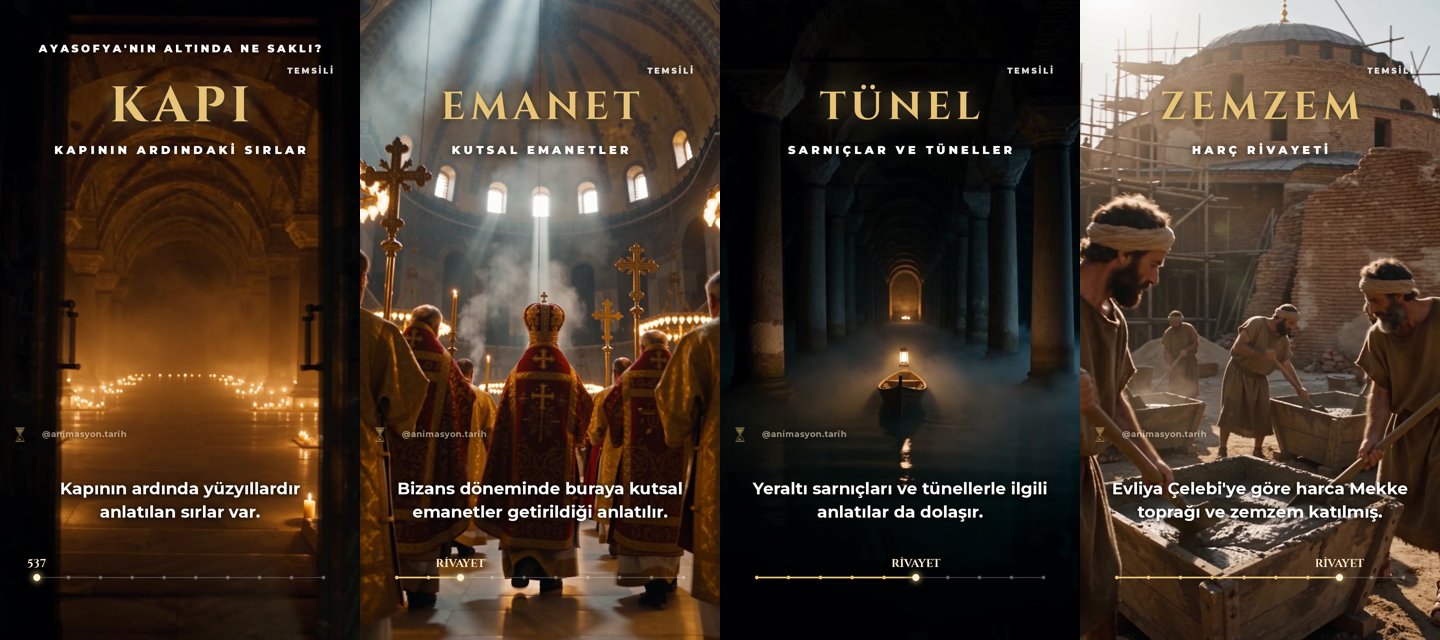 AYASOFYA'NIN ALTINDA NE SAKLI?
TEMSİLİ
KAPI
KAPININ ARDINDAKİ SIRLAR
@animasyon.tarih
Kapının ardında yüzyıllardır
anlatılan sırlar var.
537
TEMSİLİ
EMANET
KUTSAL EMANETLER
@animasyon.tarih
Bizans döneminde buraya kutsal
emanetler getirildiği anlatılır.
RİVAYET
TEMSİLİ
TÜNEL
SARNIÇLAR VE TÜNELLER
@animasyon.tarih
Yeraltı sarnıçları ve tünellerle ilgili
anlatılar da dolaşır.
RİVAYET
TEMSİLİ
ZEMZEM
HARÇ RİVAYETİ
@animasyon.tarih
Evliya Çelebi'ye göre harca Mekke
toprağı ve zemzem katılmış.
RİVAYET